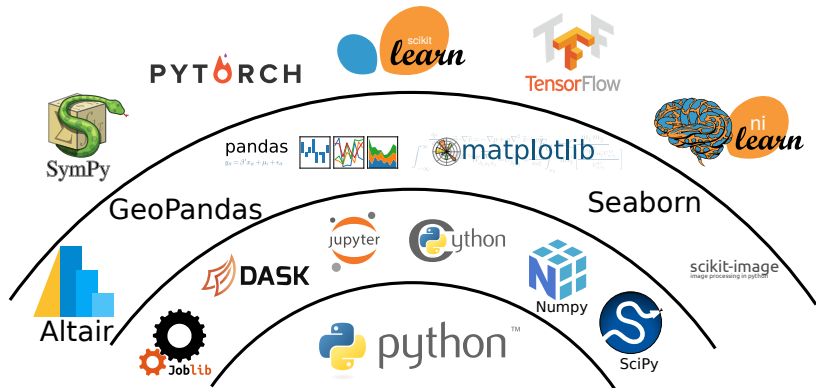 scikit
learn
PYTORCH
TensorFlow
SymPy
ni
learn
pandas
matplotlib
GeoPandas
Seaborn
jupyter
Cython
DASK
scikit-image
image processing in python
Numpy
Altair
Joblib
SciPy
python™